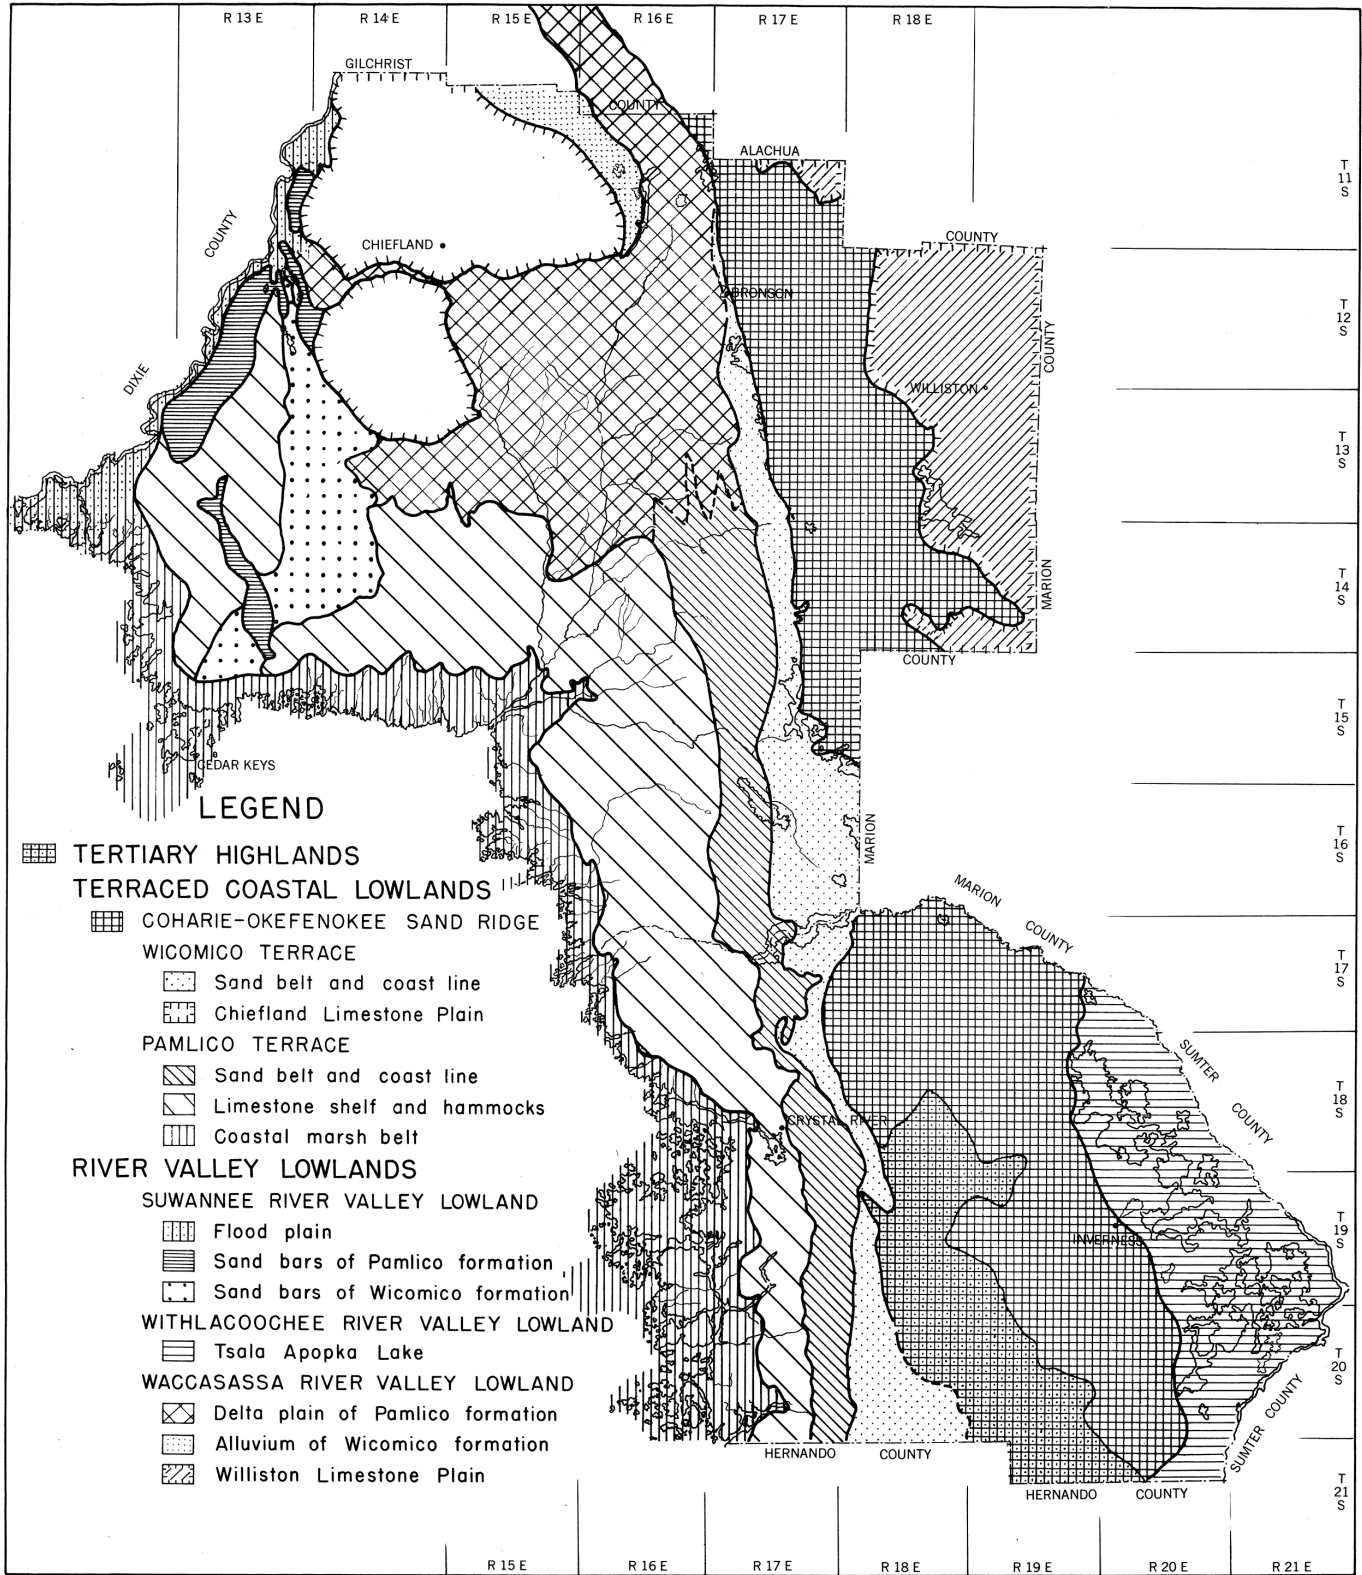 R 13 E R 14 E R 15 E R 16 E R 17 E R 18 E
GILCHRIST
COUNTY
ALACHUA
T 11 S
COUNTY
CHIEFLAND
COUNTY
BRONSON
T 12 S
COUNTY
DIXIE
WILLISTON
T 13 S
MARION
T 14 S
COUNTY
T 15 S
CEDAR KEYS
LEGEND
MARION
T 16 S
TERTIARY HIGHLANDS
TERRACED COASTAL LOWLANDS
MARION
COUNTY
COHARIE-OKEFENOKEE SAND RIDGE
WICOMICO TERRACE
T 17 S
Sand belt and coast line
Chiefland Limestone Plain
PAMLICO TERRACE
SUMTER
COUNTY
Sand belt and coast line
T 18 S
Limestone shelf and hammocks
CRYSTAL RIVER
Coastal marsh belt
RIVER VALLEY LOWLANDS
SUWANNEE RIVER VALLEY LOWLAND
T 19 S
Flood plain
INVERNESS
Sand bars of Pamlico formation
Sand bars of Wicomico formation
WITHLACOOCHEE RIVER VALLEY LOWLAND
Tsala Apopka Lake
T 20 S
WACCASASSA RIVER VALLEY LOWLAND
Delta plain of Pamlico formation
SUMTER COUNTY
Alluvium of Wicomico formation
HERNANDO COUNTY
Williston Limestone Plain
HERNANDO COUNTY
T 21 S
R 15 E R 16 E R 17 E R 18 E R 19 E R 20 E R 21 E